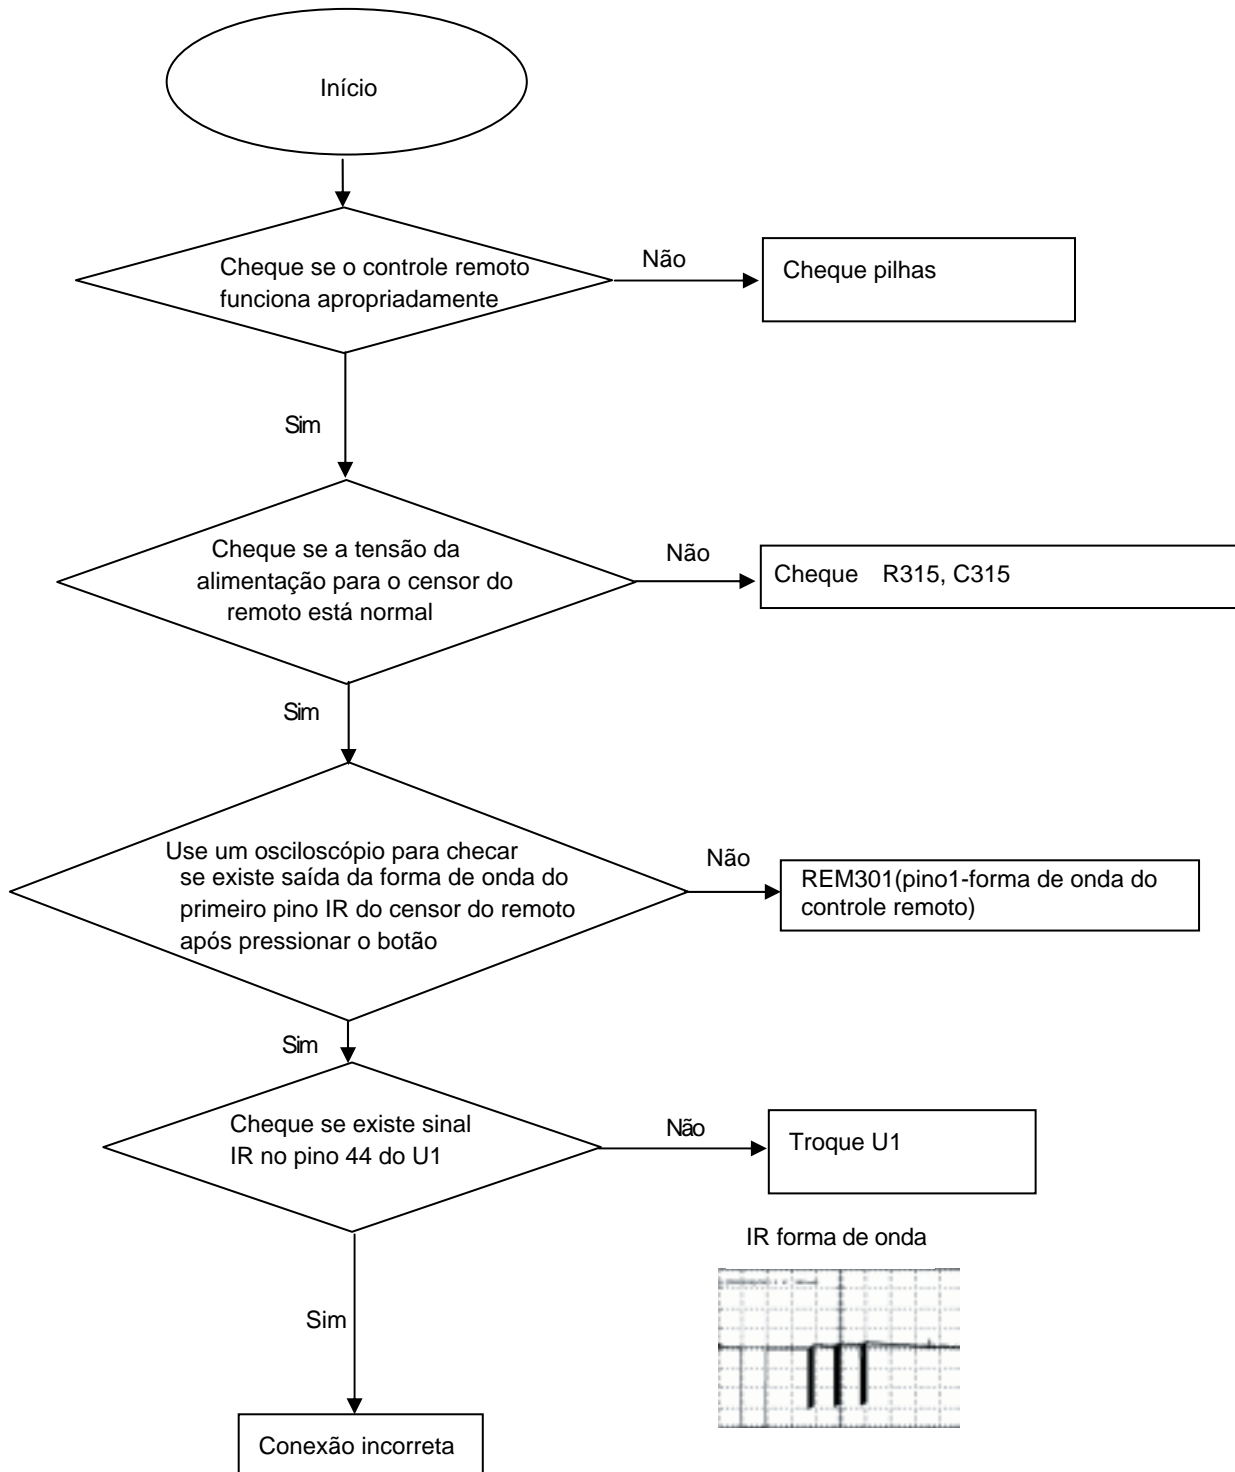 Início
Cheque se o controle remoto
funciona apropriadamente
Não
Cheque pilhas
Sim
Cheque se a tensão da
alimentação para o censor do
remoto está normal
Não
Cheque R315, C315
Sim
Use um osciloscópio para checar
se existe saída da forma de onda do
primeiro pino IR do censor do remoto
após pressionar o botão
Não
REM301(pino1-forma de onda do
controle remoto)
Sim
Cheque se existe sinal
IR no pino 44 do U1
Não
Troque U1
IR forma de onda
Sim
Conexão incorreta